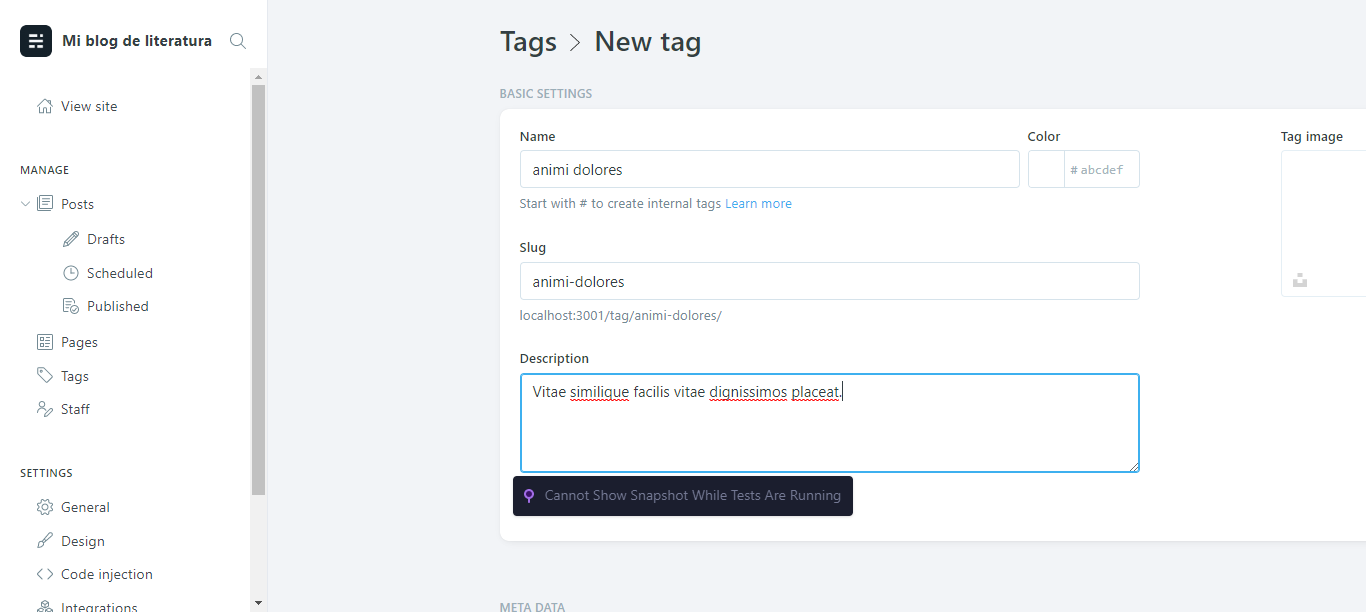 Mi blog de literatura
View site
MANAGE
Posts
Drafts
Scheduled
Published
Pages
Tags
Staff
SETTINGS
General
Design
Code injection
Integrations
Tags > New tag
BASIC SETTINGS
Name
animi dolores
Start with # to create internal tags Learn more
Color
# abcdef
Slug
animi-dolores
localhost:3001/tag/animi-dolores/
Description
Vitae similique facilis vitae dignissimos placeat.
Cannot Show Snapshot While Tests Are Running
Tag image
META DATA